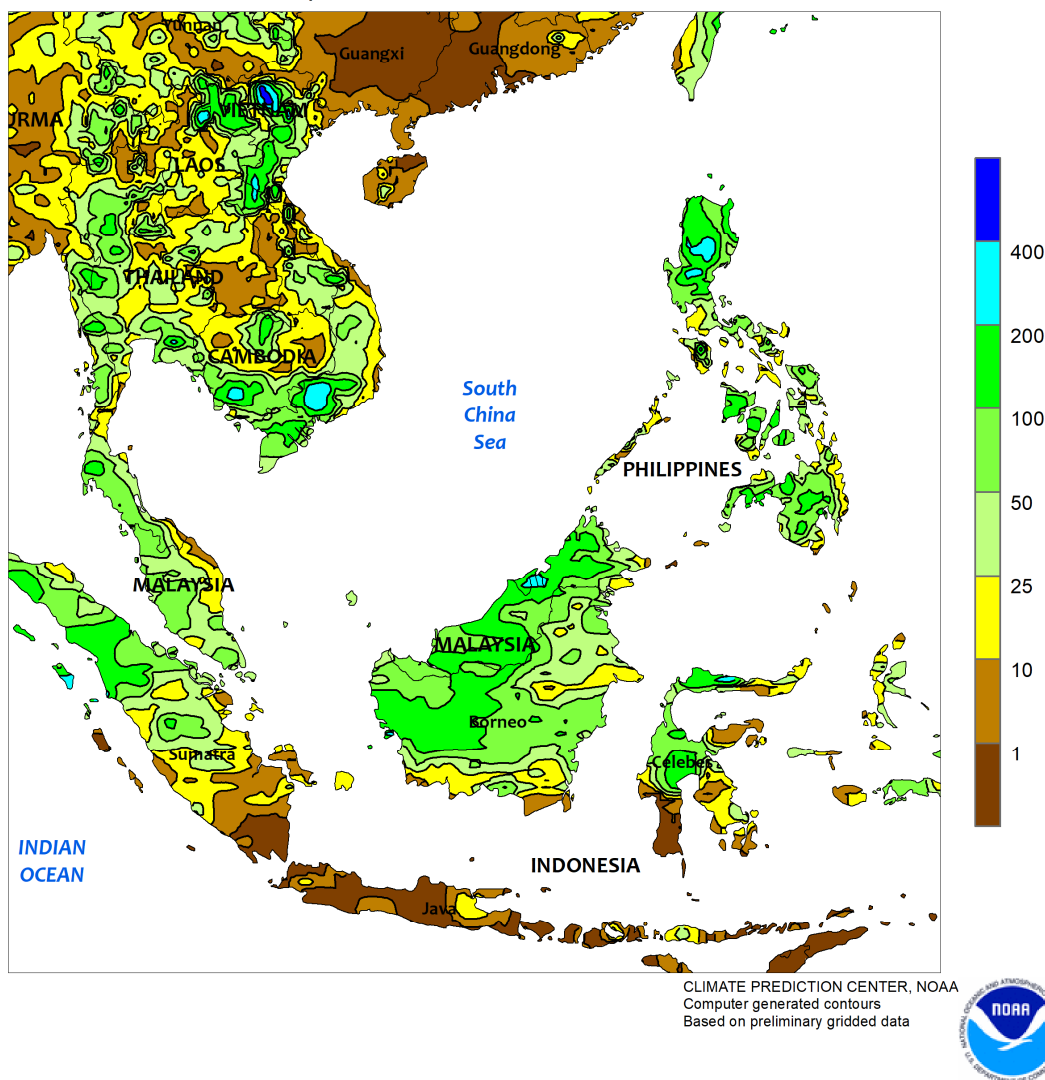 Yunnan
Guangxi
Guangdong
URMA
VIETNAM
LAOS
THAILAND
CAMBODIA
South
China
Sea
PHILIPPINES
MALAYSIA
MALAYSIA
Borneo
Sumatra
Celebes
INDIAN
OCEAN
INDONESIA
Java
400
200
100
50
25
10
1
CLIMATE PREDICTION CENTER, NOAA
Computer generated contours
Based on preliminary gridded data
NOAA